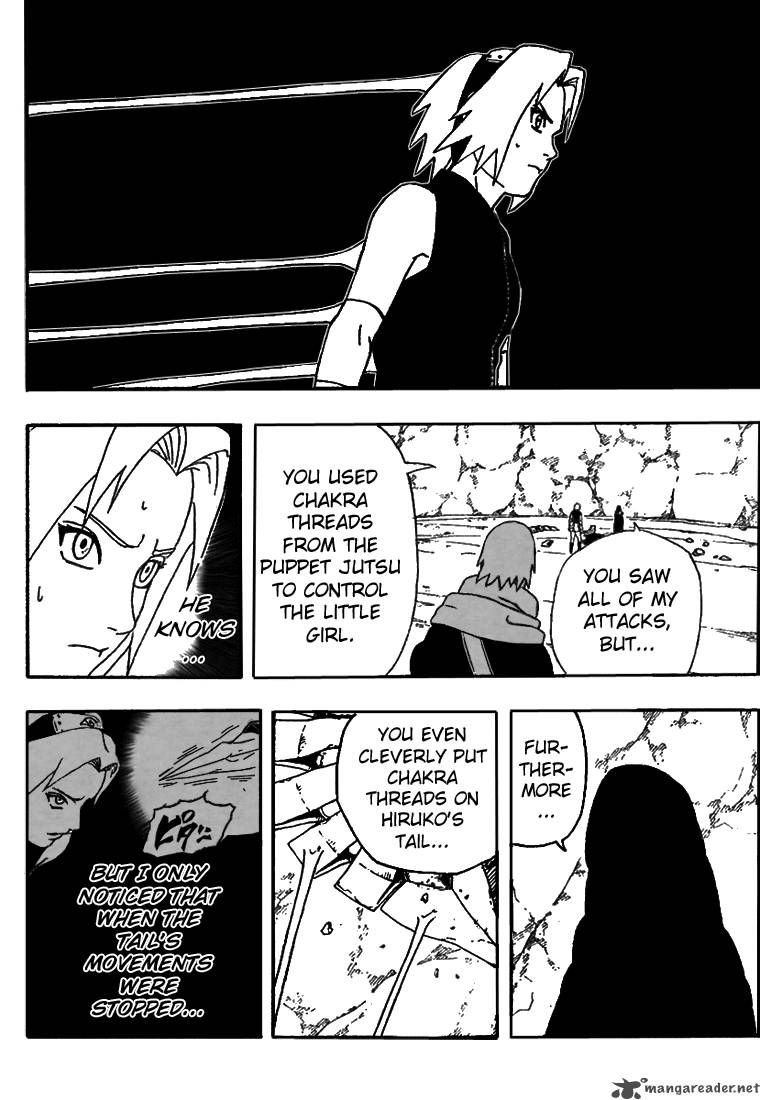 YOU SAW
ALL OF MY
ATTACKS,
BUT...
YOU USED
CHAKRA
THREADS
FROM THE
PUPPET JUTSU
TO CONTROL
THE LITTLE
GIRL.
HE
KNOWS
...
FUR-
THER-
MORE
...
YOU EVEN
CLEVERLY PUT
CHAKRA
THREADS ON
HIRUKO'S
TAIL...
BUT I ONLY
NOTICED THAT
WHEN THE
TAIL'S
MOVEMENTS
WERE
STOPPED...
mangareader.net